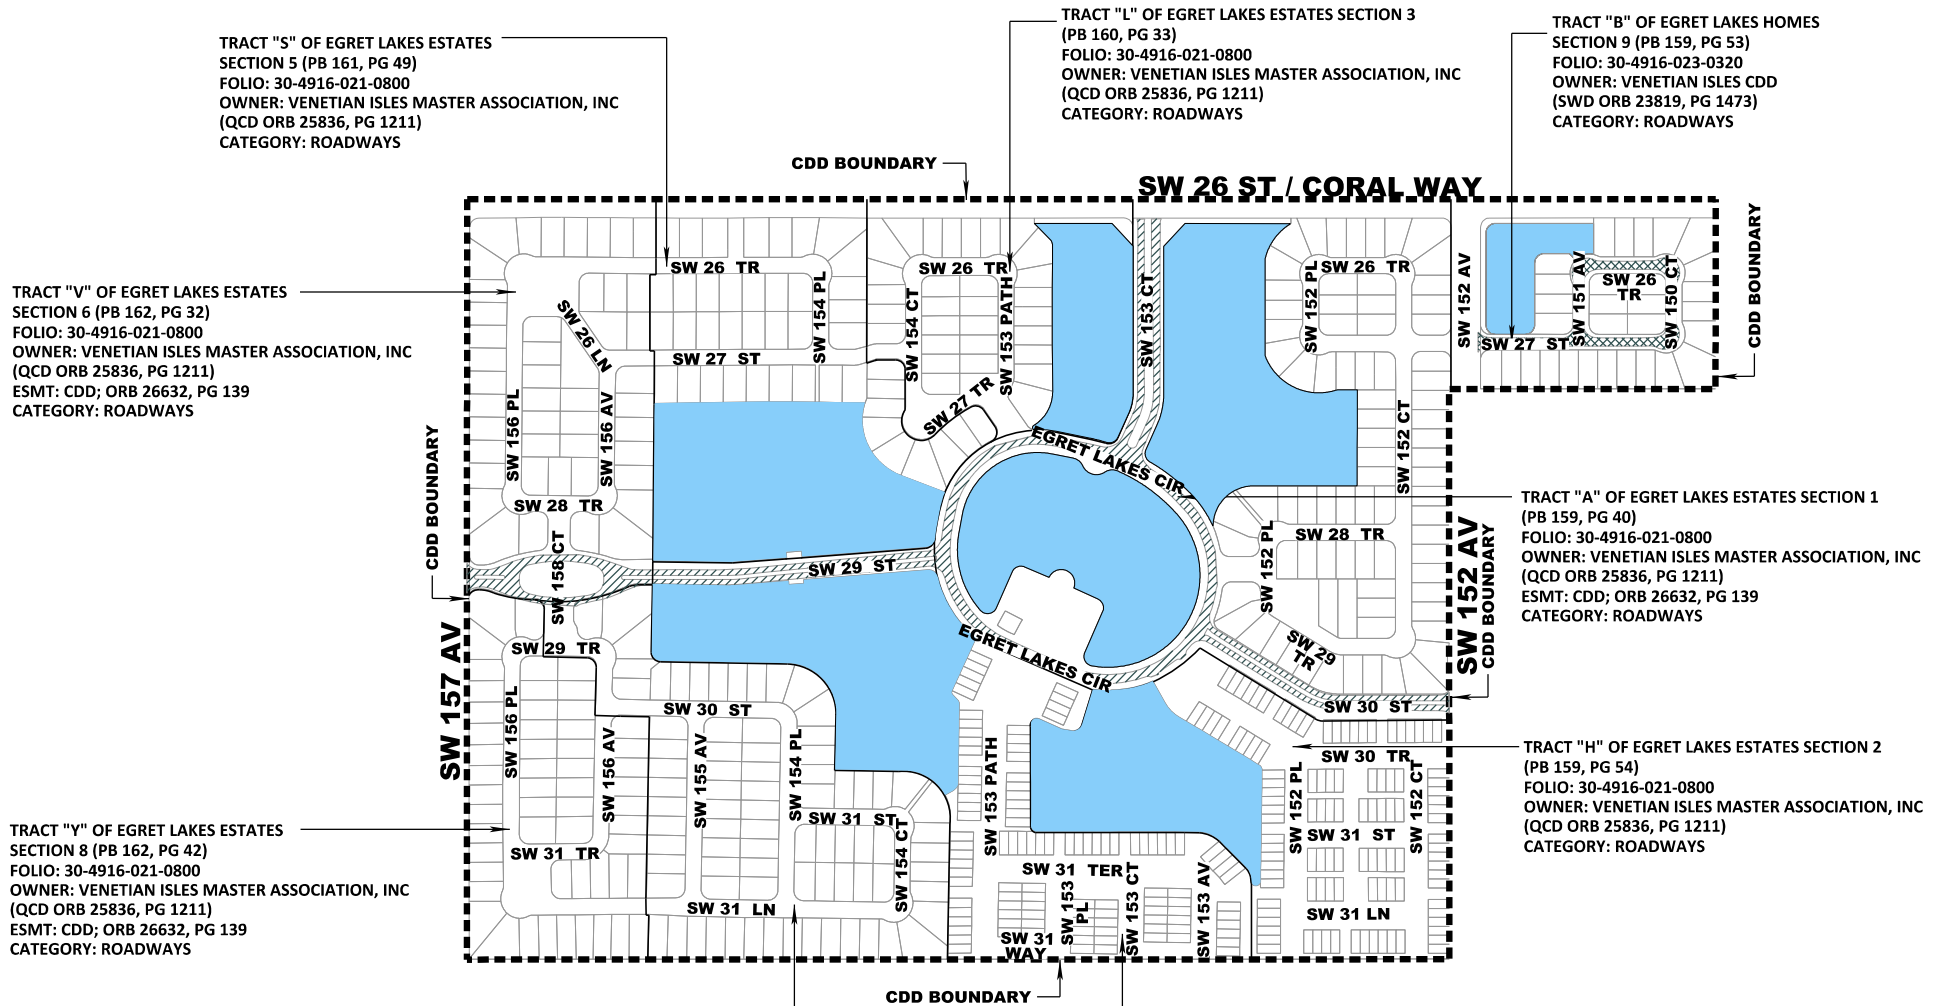 TRACT "S" OF EGRET LAKES ESTATES
SECTION 5 (PB 161, PG 49)
FOLIO: 30-4916-021-0800
OWNER: VENETIAN ISLES MASTER ASSOCIATION, INC
(QCD ORB 25836, PG 1211)
CATEGORY: ROADWAYS
TRACT "L" OF EGRET LAKES ESTATES SECTION 3
(PB 160, PG 33)
FOLIO: 30-4916-021-0800
OWNER: VENETIAN ISLES MASTER ASSOCIATION, INC
(QCD ORB 25836, PG 1211)
CATEGORY: ROADWAYS
TRACT "B" OF EGRET LAKES HOMES
SECTION 9 (PB 159, PG 53)
FOLIO: 30-4916-023-0320
OWNER: VENETIAN ISLES CDD
(SWD ORB 23819, PG 1473)
CATEGORY: ROADWAYS
CDD BOUNDARY
SW 26 ST / CORAL WAY
CDD BOUNDARY
TRACT "V" OF EGRET LAKES ESTATES
SECTION 6 (PB 162, PG 32)
FOLIO: 30-4916-021-0800
OWNER: VENETIAN ISLES MASTER ASSOCIATION, INC
(QCD ORB 25836, PG 1211)
ESMT: CDD; ORB 26632, PG 139
CATEGORY: ROADWAYS
SW 26 TR
SW 154 PL
SW 26 LN
SW 27 ST
SW 154 CT
SW 26 TR
SW 153 PATH
SW 27 TR
SW 153 CT
SW 152 PL
SW 26 TR
SW 152 CT
SW 152 AV
SW 151 AV
SW 26
TR
SW 150 CT
SW 27 ST
SW 156 PL
SW 156 AV
SW 28 TR
CDD BOUNDARY
SW 158 CT
SW 29 ST
EGRET LAKES CIR
EGRET LAKES CIR
SW 152 PL
SW 28 TR
SW 29
TR
SW 30 ST
SW 152 AV
CDD BOUNDARY
TRACT "A" OF EGRET LAKES ESTATES SECTION 1
(PB 159, PG 40)
FOLIO: 30-4916-021-0800
OWNER: VENETIAN ISLES MASTER ASSOCIATION, INC
(QCD ORB 25836, PG 1211)
ESMT: CDD; ORB 26632, PG 139
CATEGORY: ROADWAYS
SW 157 AV
SW 29 TR
SW 156 PL
SW 156 AV
SW 30 ST
SW 155 AV
SW 154 PL
SW 31 ST
SW 154 CT
SW 31 TR
SW 31 LN
SW 153 PATH
SW 31 TER
SW 153
PL
SW 153 CT
SW 153 AV
SW 31
WAY
SW 30 TR
SW 152 PL
SW 152 CT
SW 31 ST
SW 31 LN
TRACT "H" OF EGRET LAKES ESTATES SECTION 2
(PB 159, PG 54)
FOLIO: 30-4916-021-0800
OWNER: VENETIAN ISLES MASTER ASSOCIATION, INC
(QCD ORB 25836, PG 1211)
CATEGORY: ROADWAYS
TRACT "Y" OF EGRET LAKES ESTATES
SECTION 8 (PB 162, PG 42)
FOLIO: 30-4916-021-0800
OWNER: VENETIAN ISLES MASTER ASSOCIATION, INC
(QCD ORB 25836, PG 1211)
ESMT: CDD; ORB 26632, PG 139
CATEGORY: ROADWAYS
CDD BOUNDARY